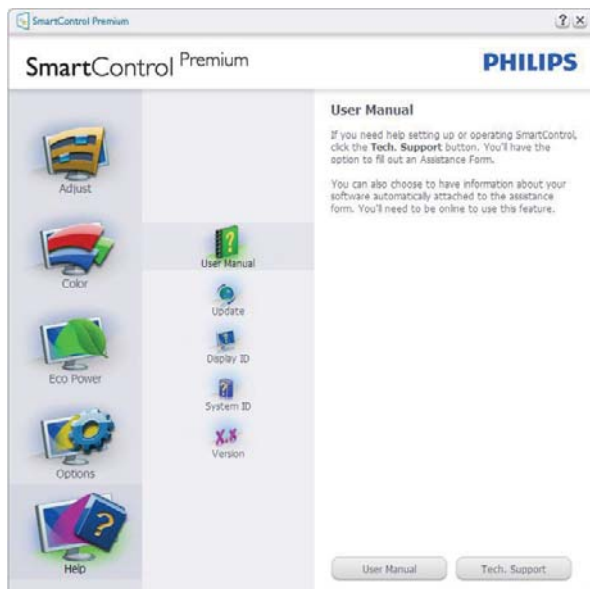 SmartControl Premium
SmartControl Premium
PHILIPS
Adjust
Color
Eco Power
Options
Help
User Manual
Update
Display ID
System ID
X.X
Version
User Manual
If you need help setting up or operating SmartControl,
click the Tech. Support button. You'll have the
option to fill out an Assistance Form.
You can also choose to have information about your
software automatically attached to the assistance
form. You'll need to be online to use this feature.
User Manual
Tech. Support